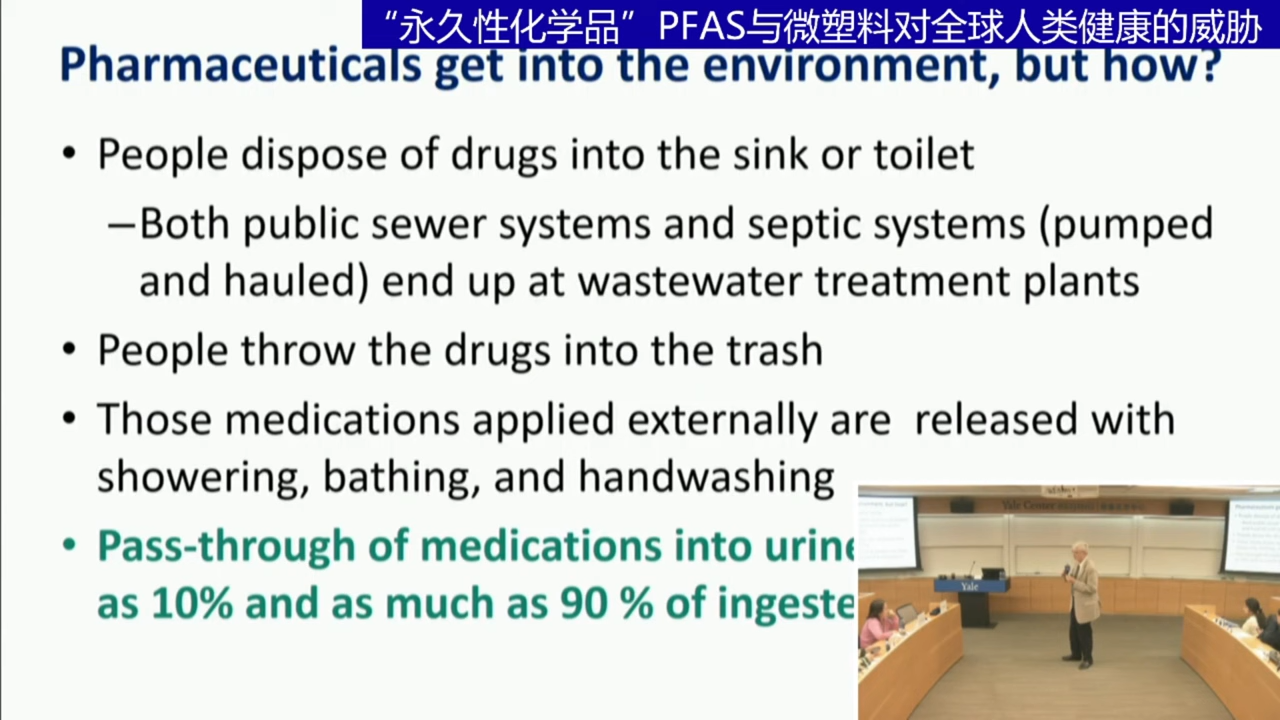 “永久性化学品”PFAS与微塑料对全球人类健康的威胁
Pharmaceuticals get into the environment, but how?
• People dispose of drugs into the sink or toilet
–Both public sewer systems and septic systems (pumped
and hauled) end up at wastewater treatment plants
• People throw the drugs into the trash
• Those medications applied externally are released with
showering, bathing, and handwashing
• Pass-through of medications into urine
as 10% and as much as 90 % of ingeste
Yale Center
Yale